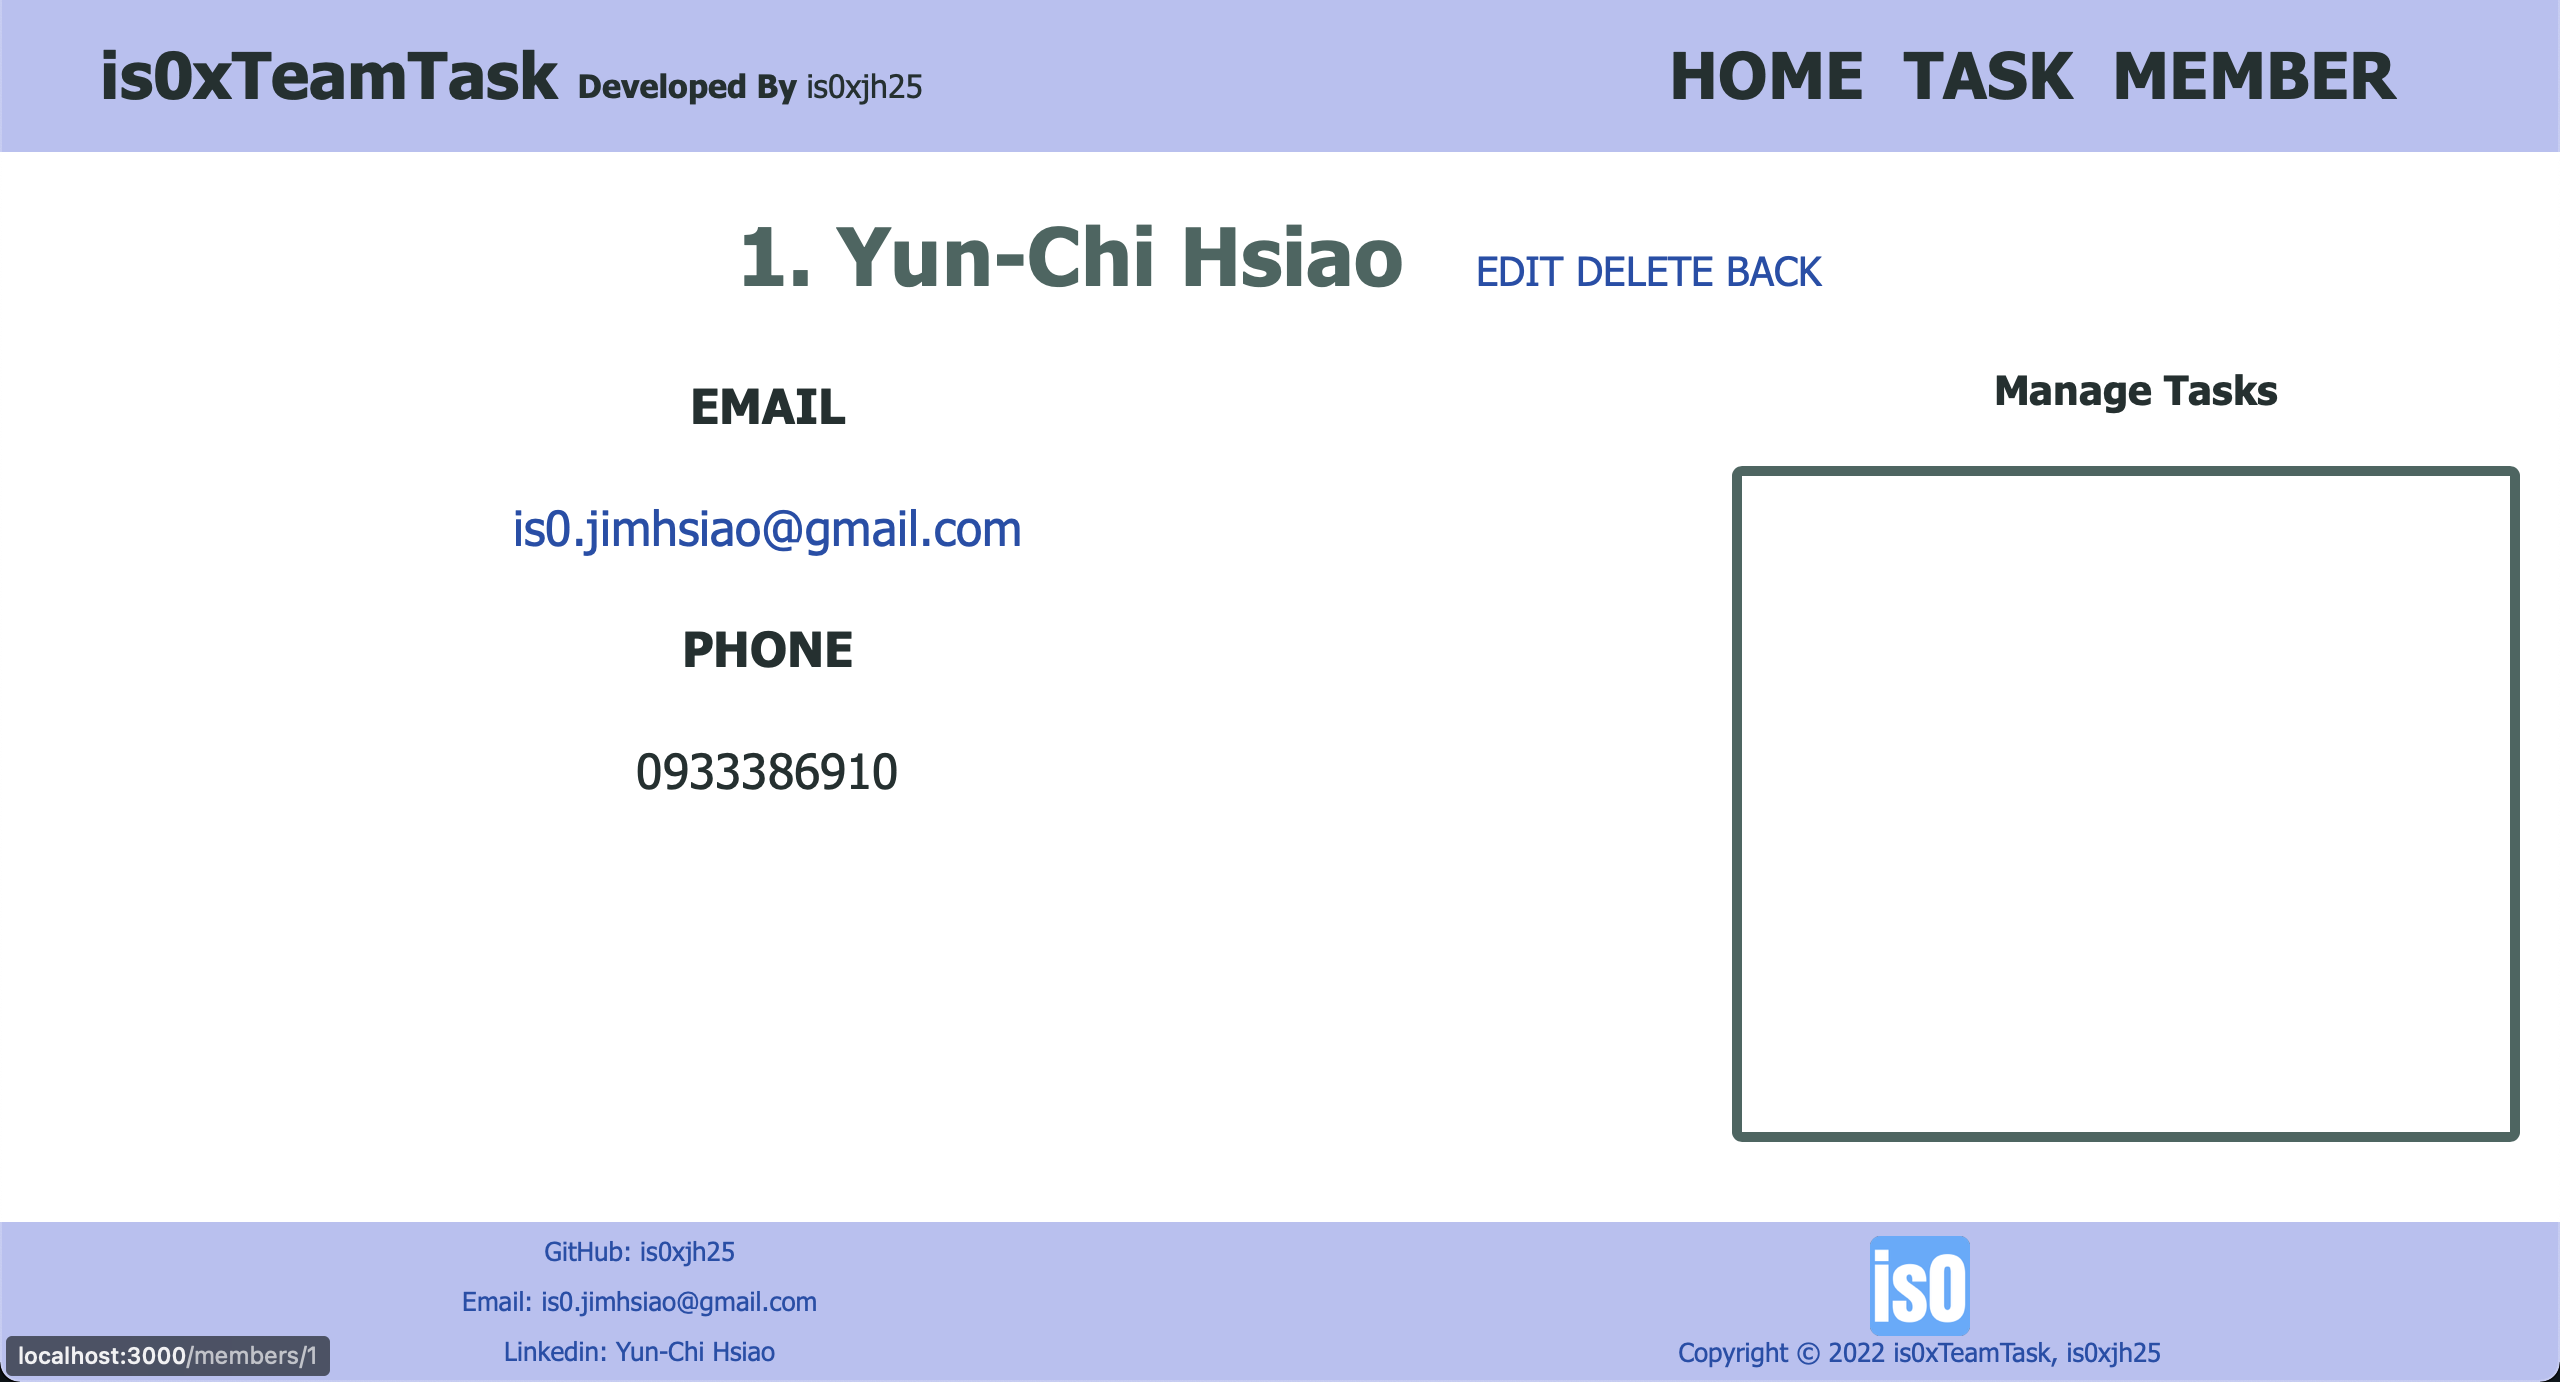 is0xTeamTask Developed By is0xjh25
HOME TASK MEMBER
1. Yun-Chi Hsiao EDIT DELETE BACK
EMAIL
is0.jimhsiao@gmail.com
PHONE
0933386910
Manage Tasks
GitHub: is0xjh25
Email: is0.jimhsiao@gmail.com
Linkedin: Yun-Chi Hsiao
is0
Copyright © 2022 is0xTeamTask, is0xjh25
localhost:3000/members/1